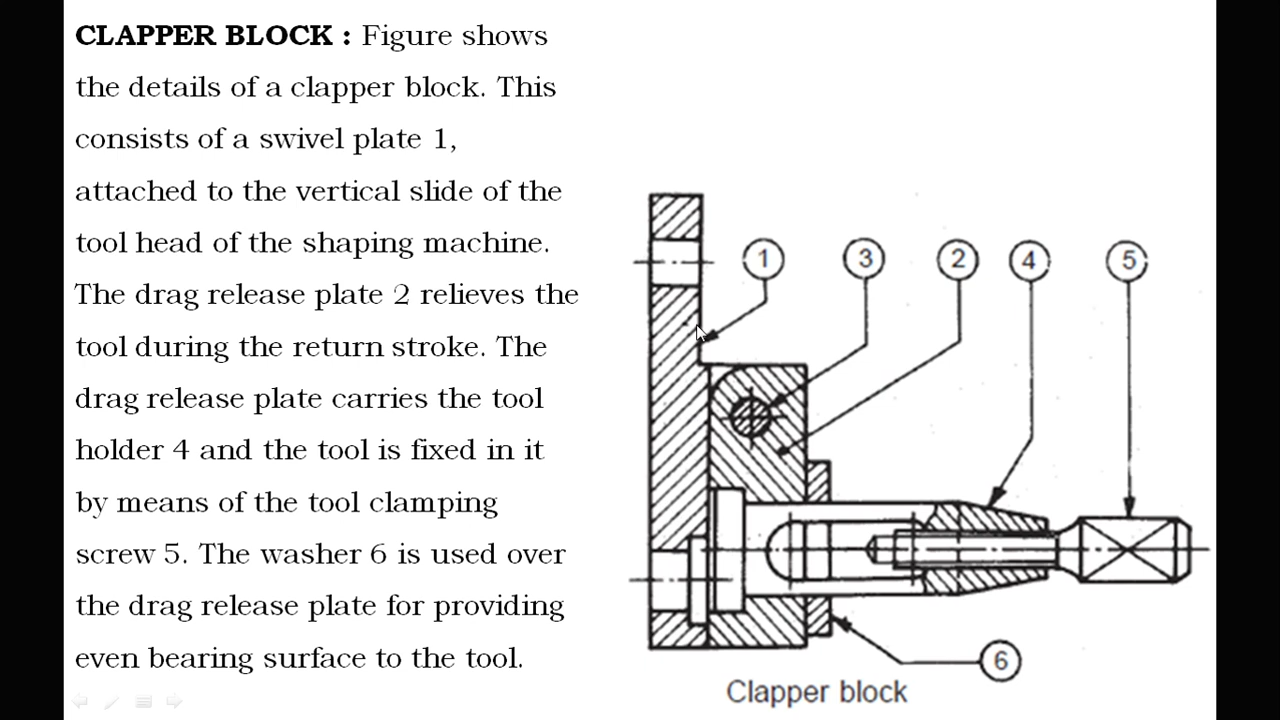 CLAPPER BLOCK : Figure shows
the details of a clapper block. This
consists of a swivel plate 1,
attached to the vertical slide of the
tool head of the shaping machine.
The drag release plate 2 relieves the
tool during the return stroke. The
drag release plate carries the tool
holder 4 and the tool is fixed in it
by means of the tool clamping
screw 5. The washer 6 is used over
the drag release plate for providing
even bearing surface to the tool.
1 3 2 4 5
6
Clapper block